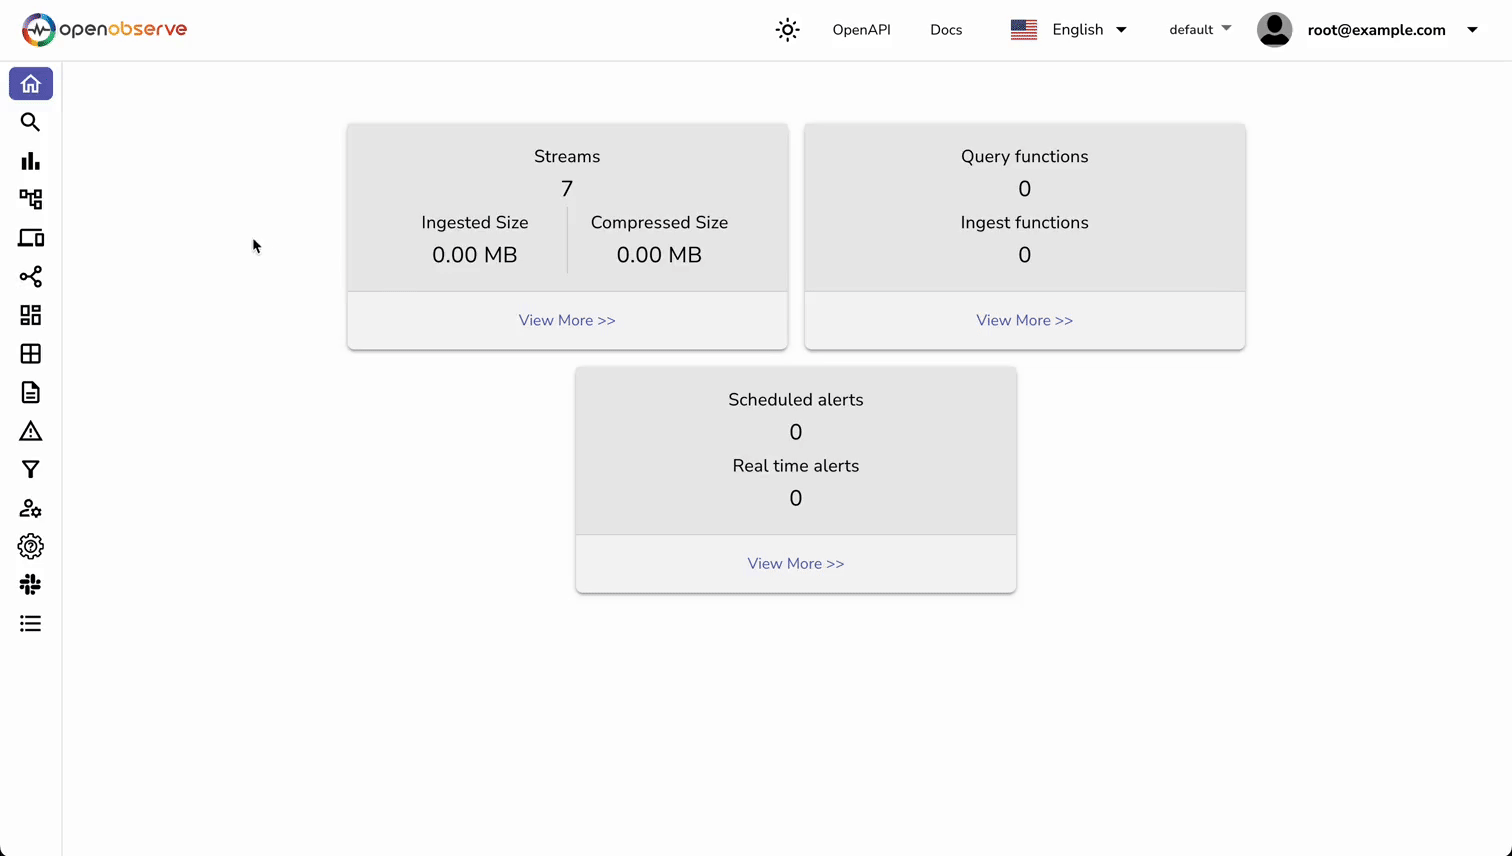 openobserve
OpenAPI
Docs
English
default
root@example.com
Streams
7
Ingested Size
Compressed Size
0.00 MB
0.00 MB
View More >>
Query functions
0
Ingest functions
0
View More >>
Scheduled alerts
0
Real time alerts
0
View More >>